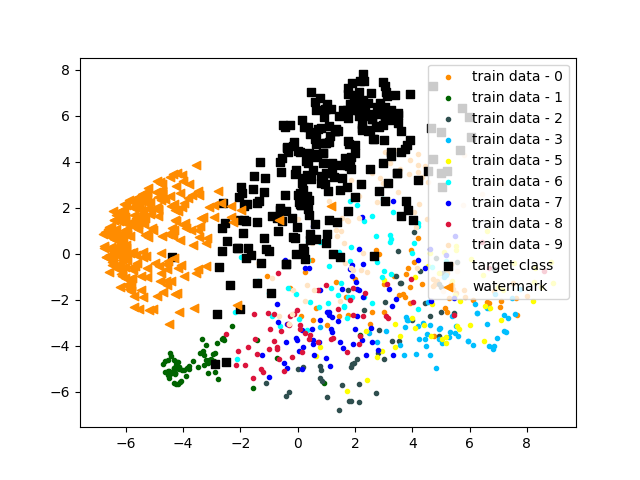 8
6
4
2
0
−2
−4
−6
−6
−4
−2
0
2
4
6
8
train data - 0
train data - 1
train data - 2
train data - 3
train data - 5
train data - 6
train data - 7
train data - 8
train data - 9
target class
watermark